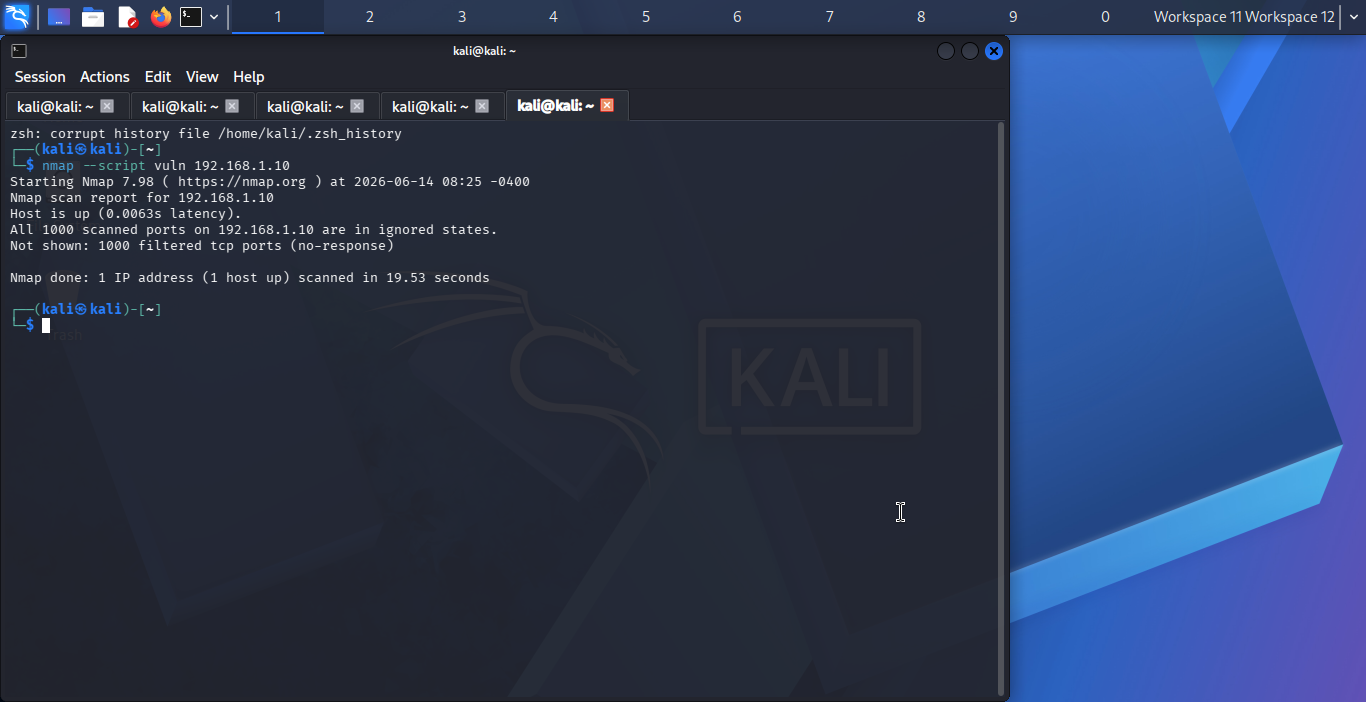 1 2 3 4 5 6 7 8 9 0 Workspace 11 Workspace 12
kali@kali: ~
Session Actions Edit View Help
kali@kali: ~ kali@kali: ~ kali@kali: ~ kali@kali: ~ kali@kali: ~
zsh: corrupt history file /home/kali/.zsh_history
┌──(kali㉿kali)-[~]
└─$ nmap --script vuln 192.168.1.10
Starting Nmap 7.98 ( https://nmap.org ) at 2026-06-14 08:25 -0400
Nmap scan report for 192.168.1.10
Host is up (0.0063s latency).
All 1000 scanned ports on 192.168.1.10 are in ignored states.
Not shown: 1000 filtered tcp ports (no-response)
Nmap done: 1 IP address (1 host up) scanned in 19.53 seconds
┌──(kali㉿kali)-[~]
└─$
Trash
KALI